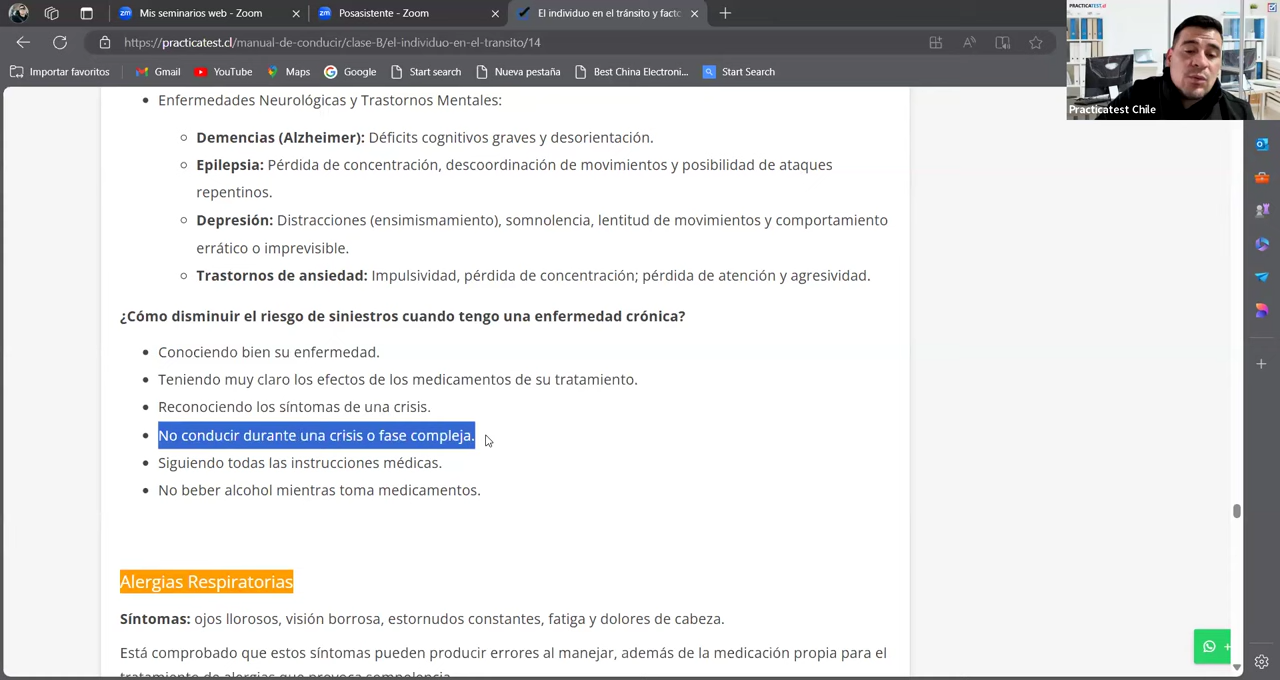 Mis seminarios web - Zoom
Posasistente - Zoom
El individuo en el tránsito y facto
https://practicatest.cl/manual-de-conducir/clase-B/el-individuo-en-el-transito/14
Importar favoritos
Gmail
YouTube
Maps
Google
Start search
Nueva pestaña
Best China Electroni...
Start Search
PRACTICATEST.cl
Practicatest Chile
Enfermedades Neurológicas y Trastornos Mentales:
Demencias (Alzheimer): Déficits cognitivos graves y desorientación.
Epilepsia: Pérdida de concentración, descoordinación de movimientos y posibilidad de ataques
repentinos.
Depresión: Distracciones (ensimismamiento), somnolencia, lentitud de movimientos y comportamiento
errático o imprevisible.
Trastornos de ansiedad: Impulsividad, pérdida de concentración; pérdida de atención y agresividad.
¿Cómo disminuir el riesgo de siniestros cuando tengo una enfermedad crónica?
Conociendo bien su enfermedad.
Teniendo muy claro los efectos de los medicamentos de su tratamiento.
Reconociendo los síntomas de una crisis.
No conducir durante una crisis o fase compleja.
Siguiendo todas las instrucciones médicas.
No beber alcohol mientras toma medicamentos.
Alergias Respiratorias
Síntomas: ojos llorosos, visión borrosa, estornudos constantes, fatiga y dolores de cabeza.
Está comprobado que estos síntomas pueden producir errores al manejar, además de la medicación propia para el
tratamiento de alergias que provoca somnolencia.